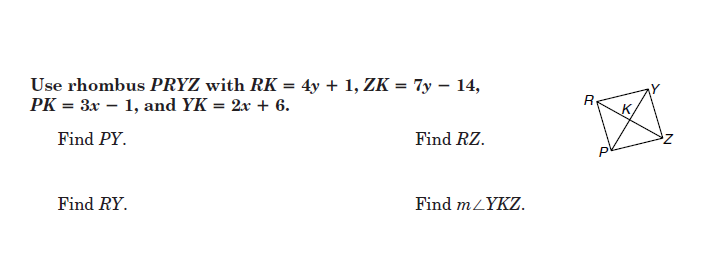 Use rhombus PRYZ with RK = 4y + 1, ZK = 7y − 14,
PK = 3x − 1, and YK = 2x + 6.
Find PY.
Find RZ.
Find RY.
Find m∠YKZ.
R
Y
K
P
Z